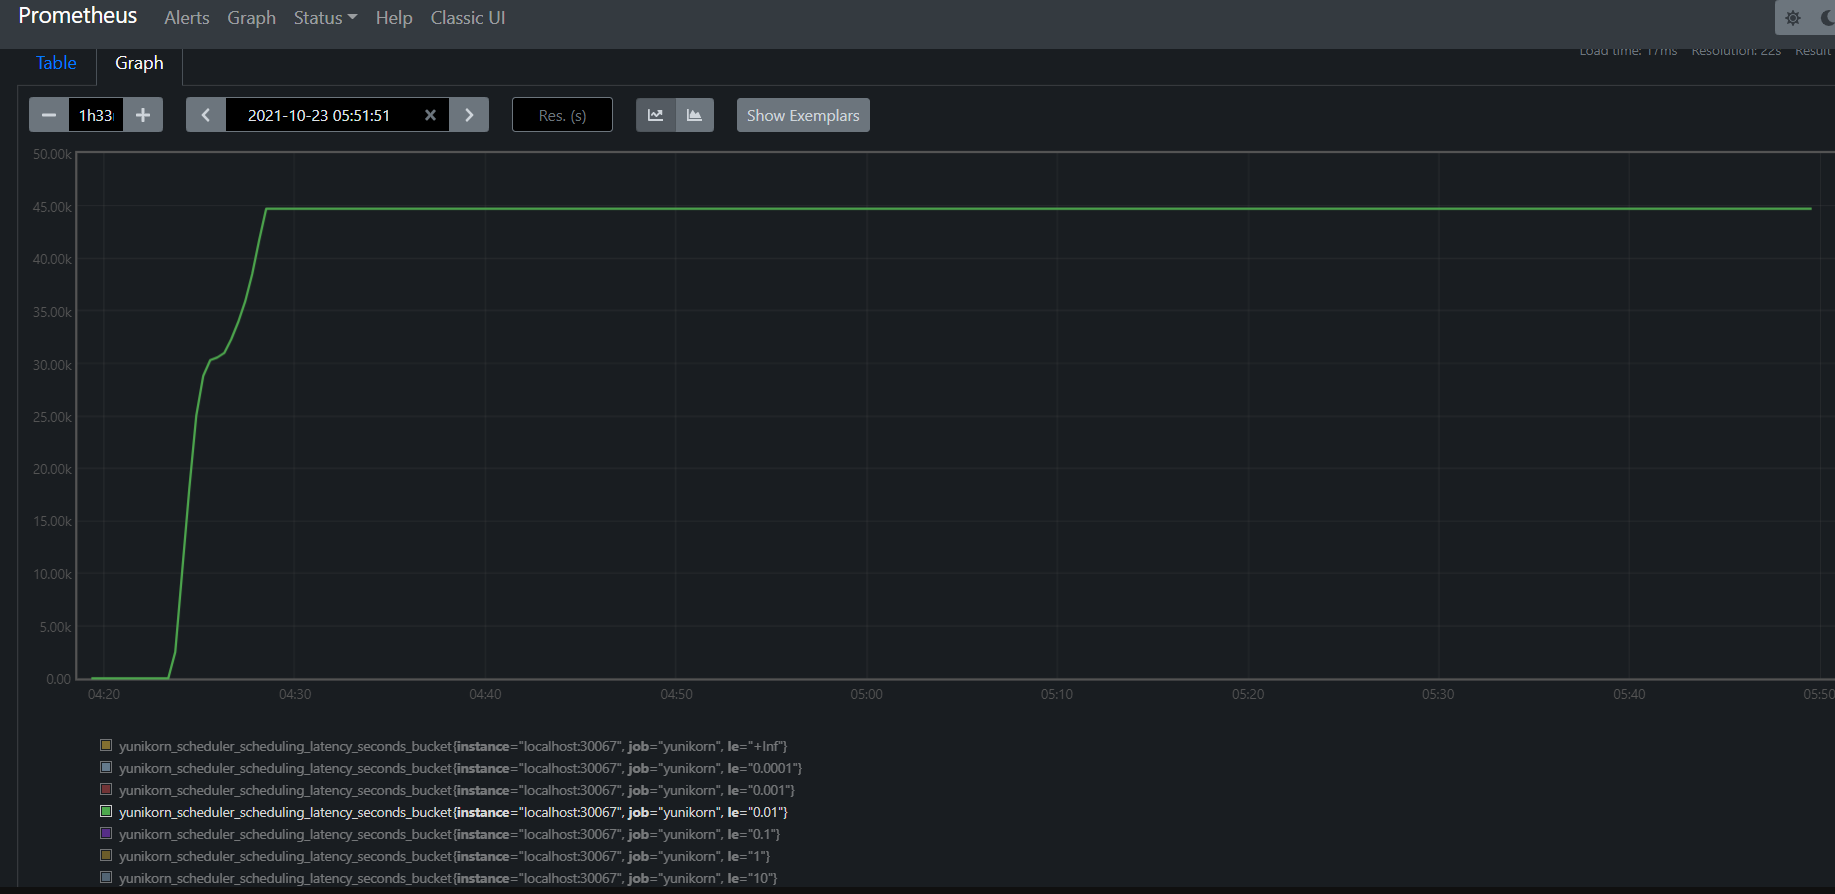 Prometheus Alerts Graph Status Help Classic UI
Load time: 17ms Resolution: 22s Result
Table Graph
1h33 2021-10-23 05:51:51 Res. (s) Show Exemplars
50.00k
45.00k
40.00k
35.00k
30.00k
25.00k
20.00k
15.00k
10.00k
5.00k
0.00
04:20 04:30 04:40 04:50 05:00 05:10 05:20 05:30 05:40 05:50
yunikorn_scheduler_scheduling_latency_seconds_bucket{instance="localhost:30067", job="yunikorn", le="+Inf"}
yunikorn_scheduler_scheduling_latency_seconds_bucket{instance="localhost:30067", job="yunikorn", le="0.0001"}
yunikorn_scheduler_scheduling_latency_seconds_bucket{instance="localhost:30067", job="yunikorn", le="0.001"}
yunikorn_scheduler_scheduling_latency_seconds_bucket{instance="localhost:30067", job="yunikorn", le="0.01"}
yunikorn_scheduler_scheduling_latency_seconds_bucket{instance="localhost:30067", job="yunikorn", le="0.1"}
yunikorn_scheduler_scheduling_latency_seconds_bucket{instance="localhost:30067", job="yunikorn", le="1"}
yunikorn_scheduler_scheduling_latency_seconds_bucket{instance="localhost:30067", job="yunikorn", le="10"}